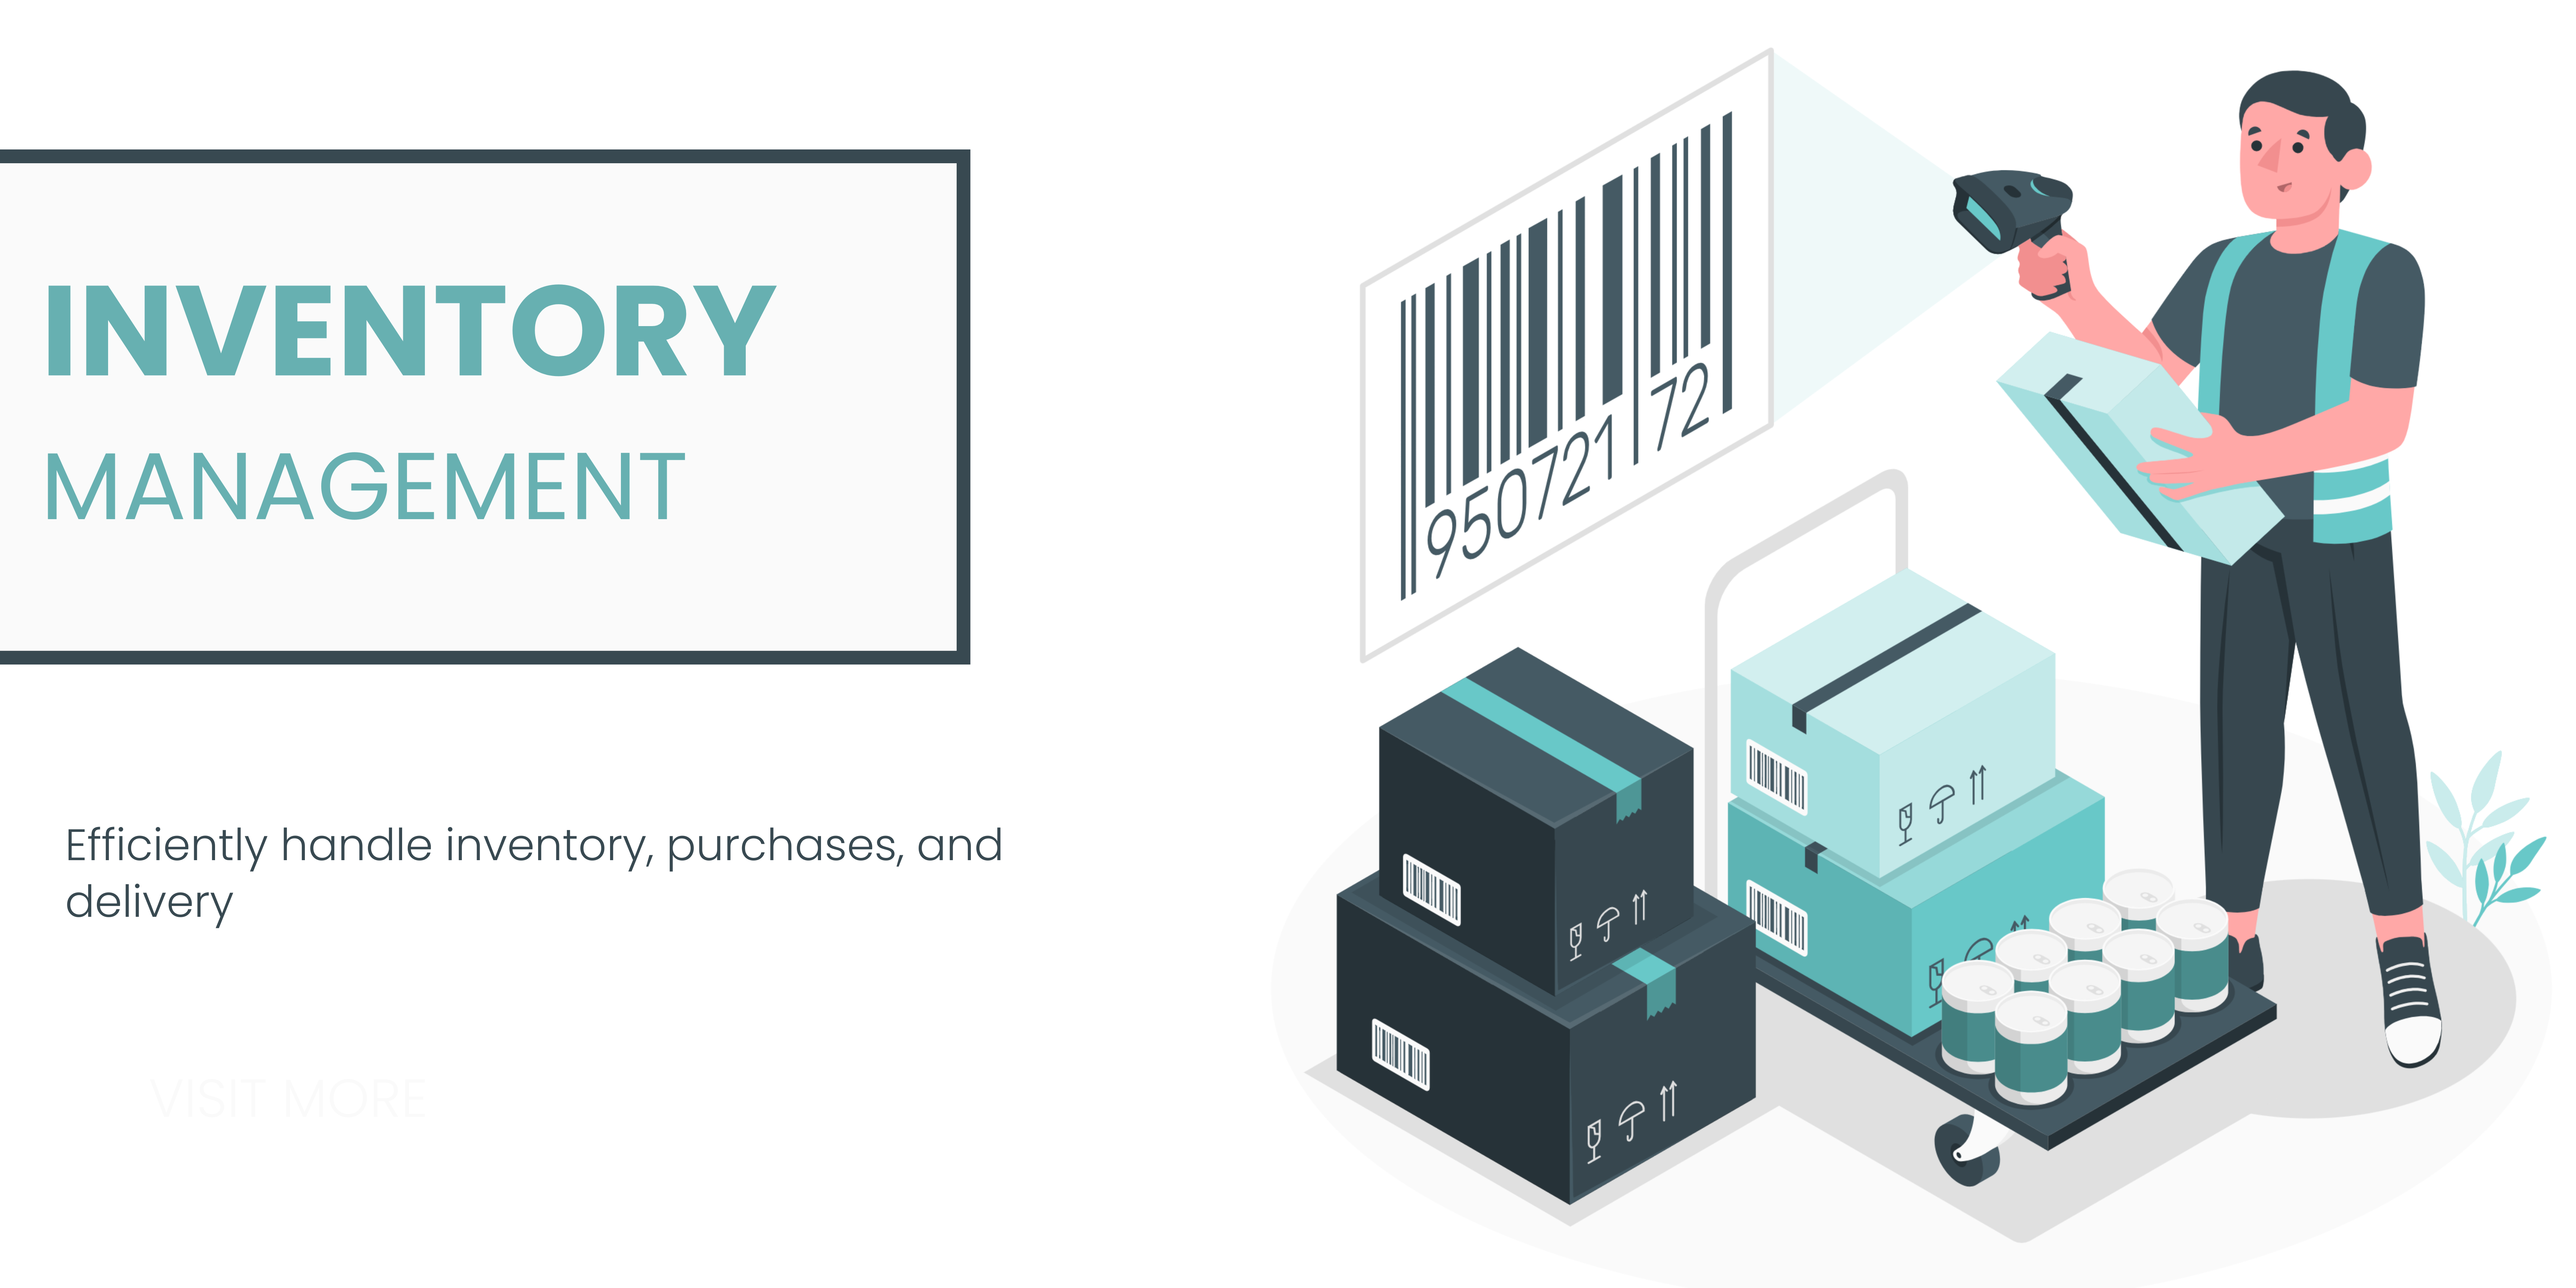 INVENTORY
MANAGEMENT
Efficiently handle inventory, purchases, and
delivery
VISIT MORE
950721 72